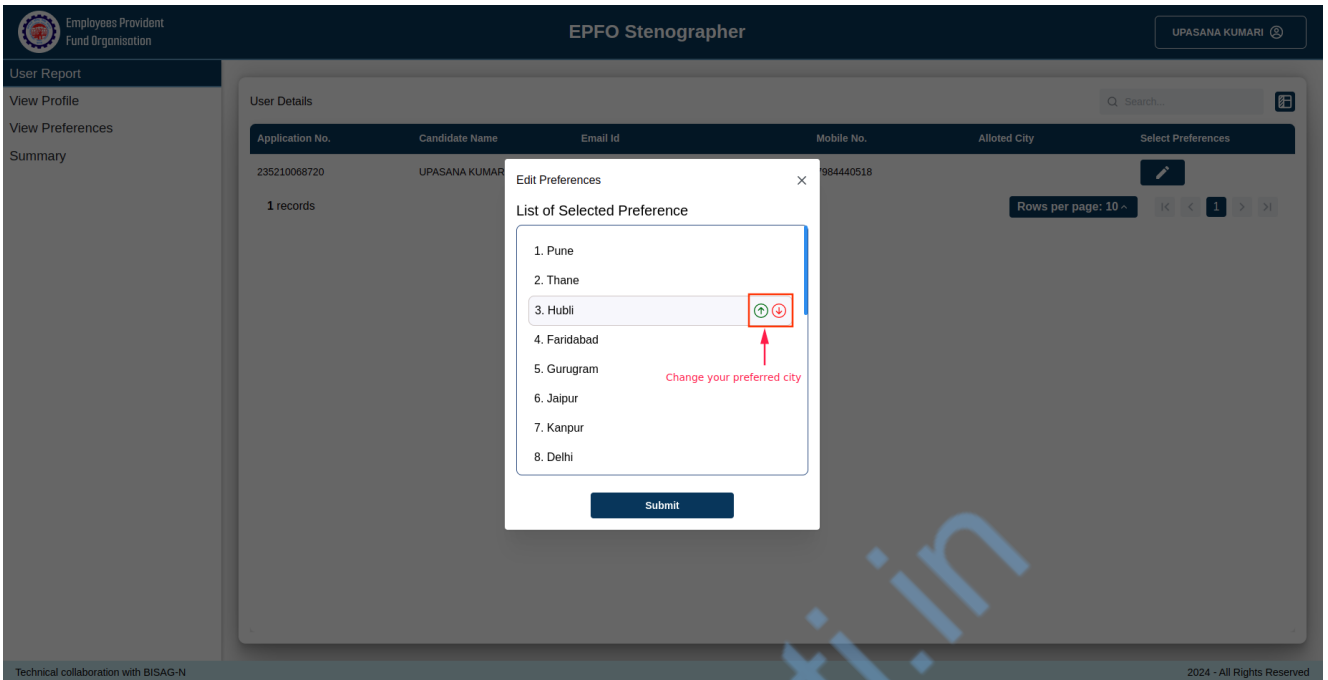 Employees Provident
Fund Organisation
EPFO Stenographer
UPASANA KUMARI
User Report
View Profile
View Preferences
Summary
User Details
Search...
Application No. Candidate Name Email Id Mobile No. Alloted City Select Preferences
235210068720 UPASANA KUMAR 984440518
1 records
Rows per page: 10
1
Edit Preferences
List of Selected Preference
1. Pune
2. Thane
3. Hubli
4. Faridabad
5. Gurugram
6. Jaipur
7. Kanpur
8. Delhi
Change your preferred city
Submit
ti.in
Technical collaboration with BISAG-N
2024 - All Rights Reserved